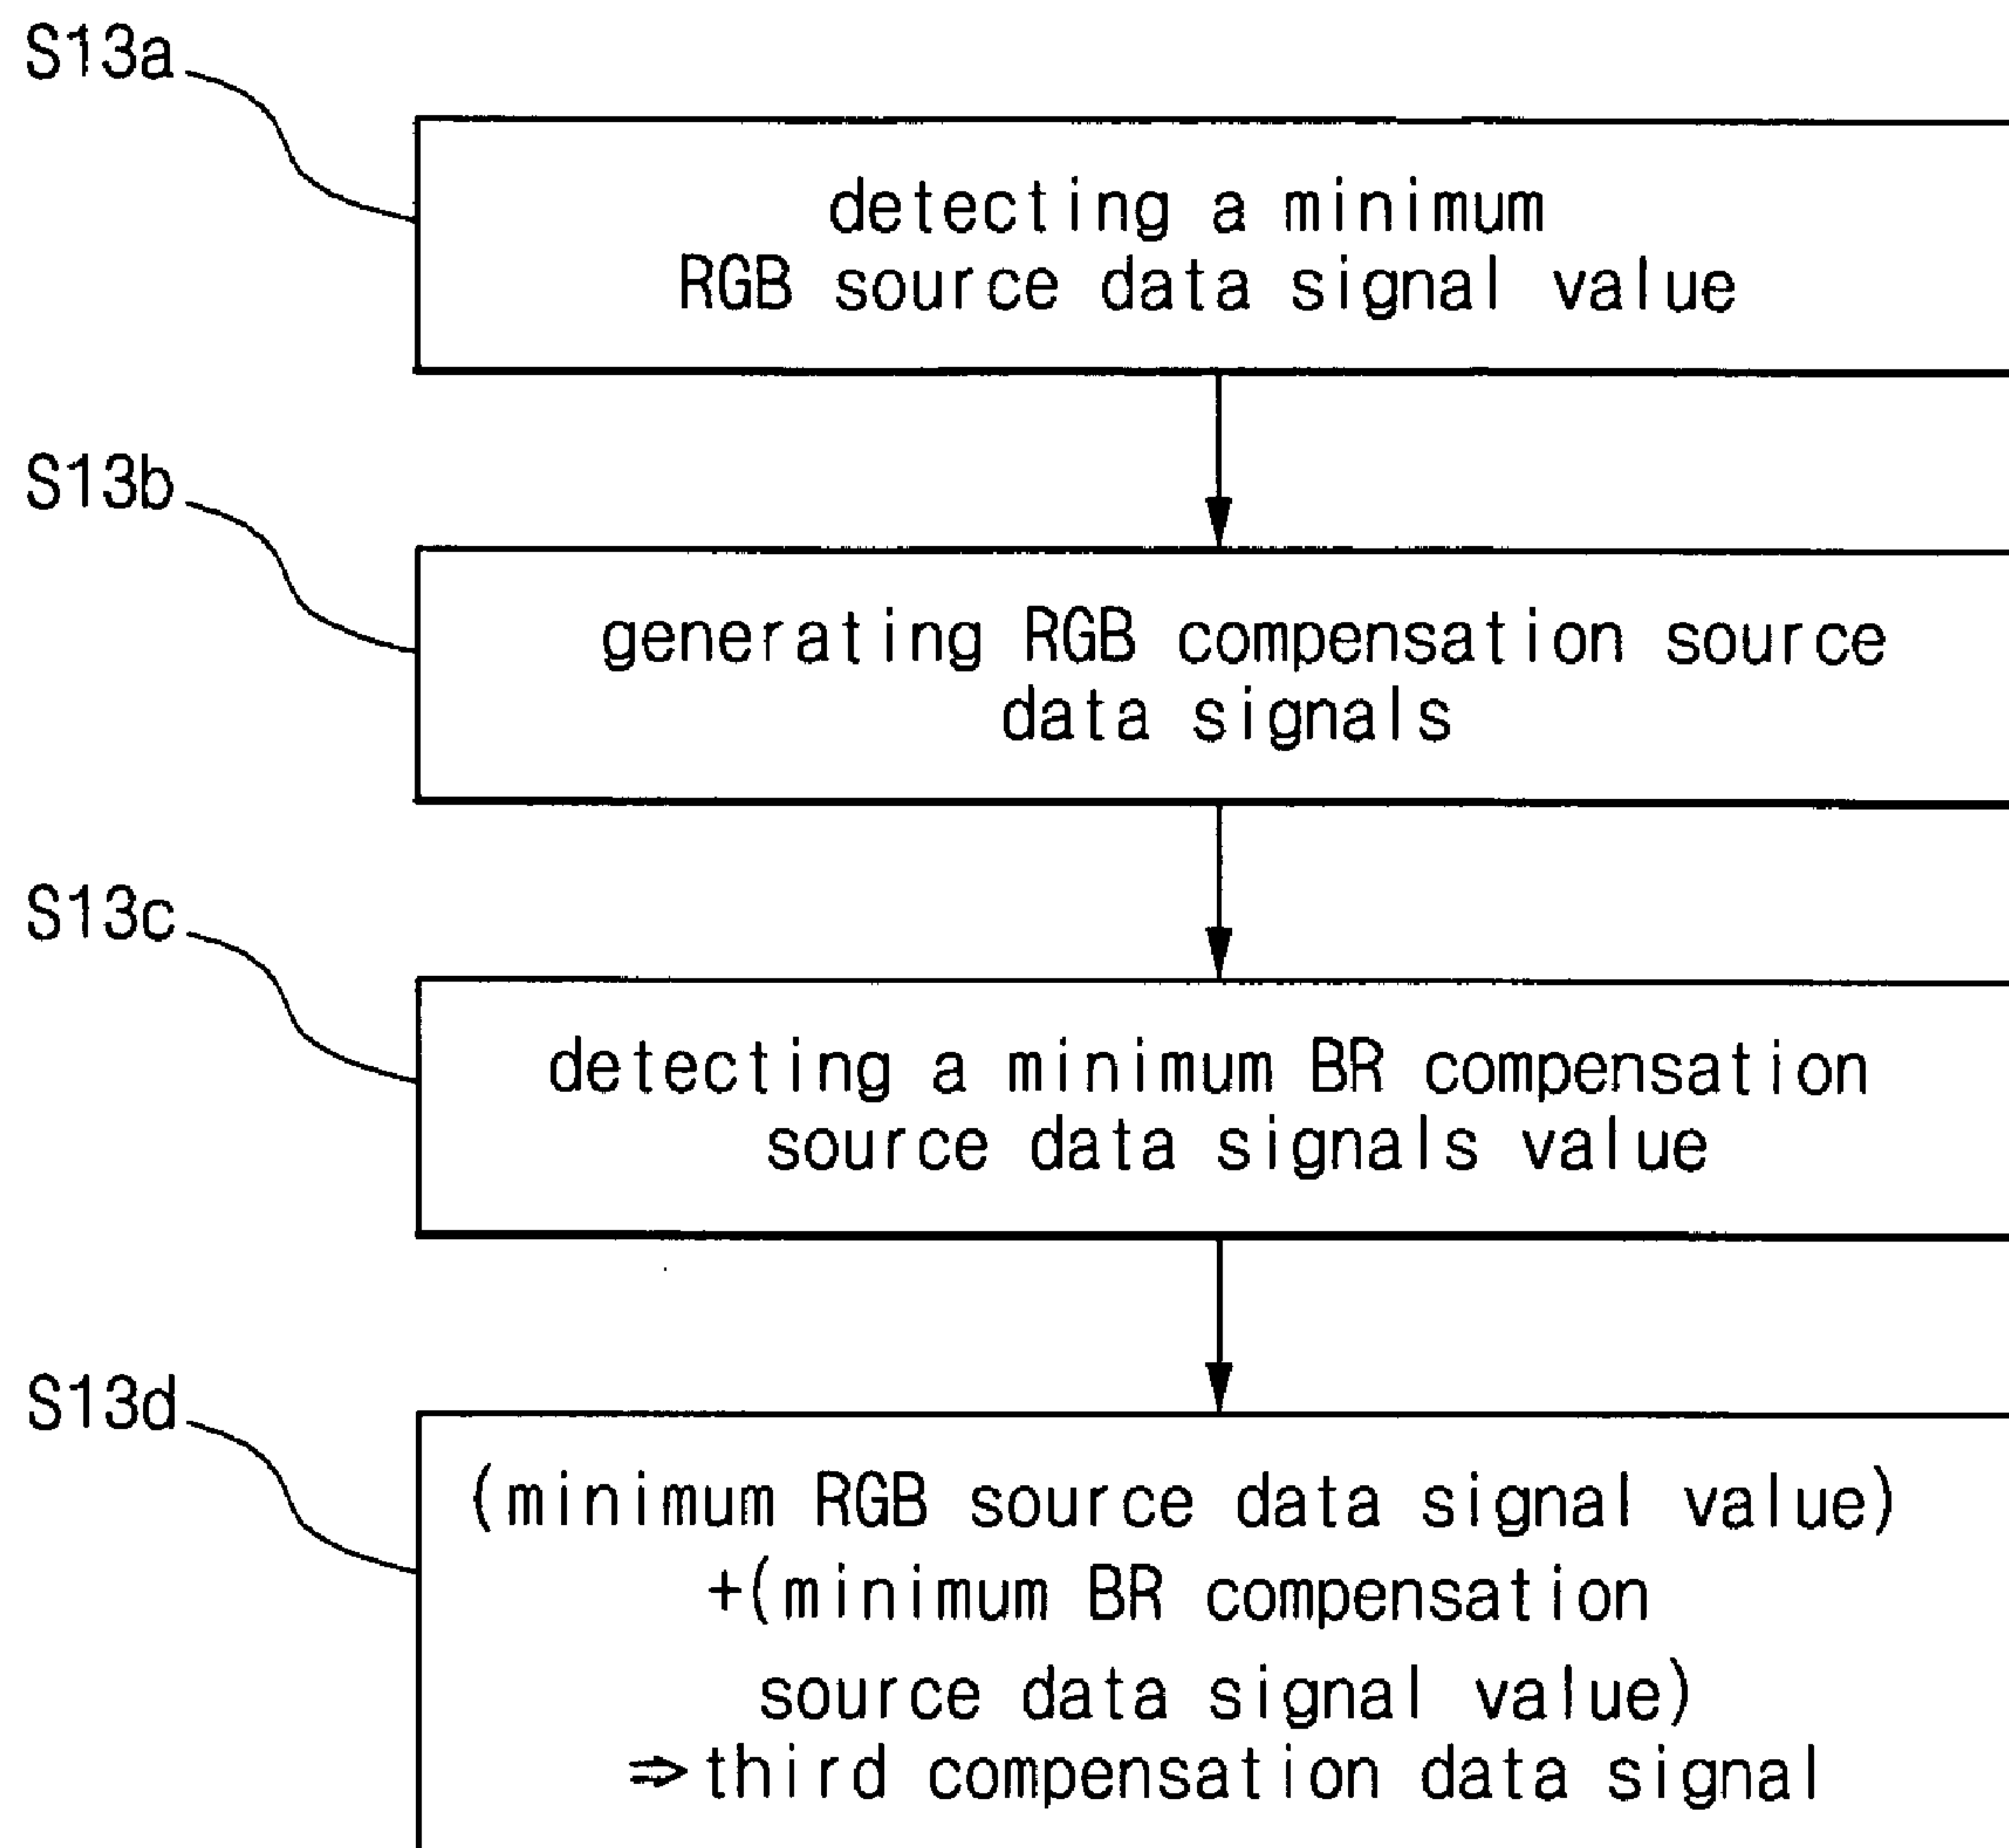 S13a
detecting a minimum
RGB source data signal value
S13b
generating RGB compensation source
data signals
S13c
detecting a minimum BR compensation
source data signals value
S13d
(minimum RGB source data signal value)
+(minimum BR compensation
source data signal value)
⇒third compensation data signal